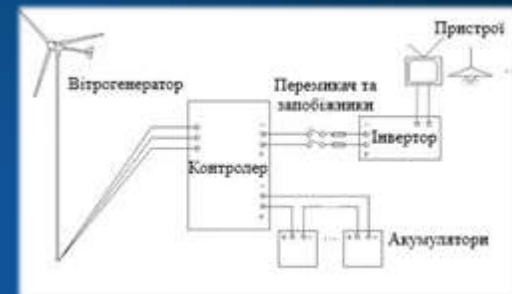 Пристрої
Вітрогенератор
Перемикач та
запобіжники
Інвертор
Контролер
Акумулятори